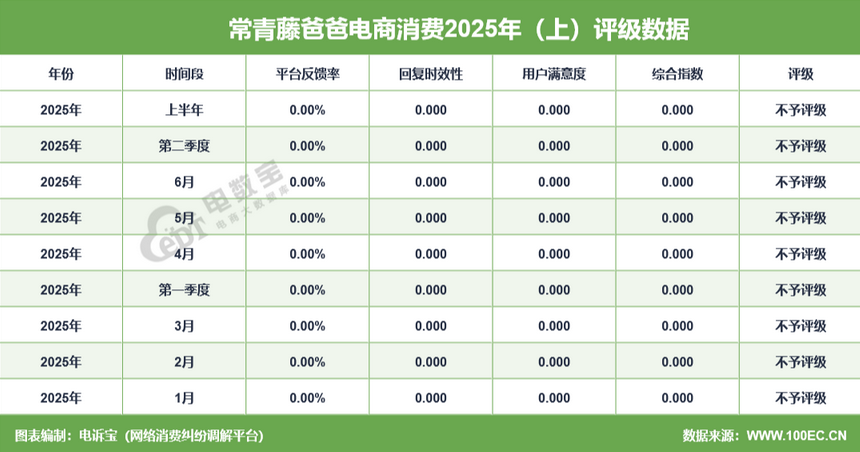 常青藤爸爸电商消费2025年（上）评级数据
年份 时间段 平台反馈率 回复时效性 用户满意度 综合指数 评级
2025年 上半年 0.00% 0.000 0.000 0.000 不予评级
2025年 第二季度 0.00% 0.000 0.000 0.000 不予评级
2025年 6月 0.00% 0.000 0.000 0.000 不予评级
2025年 5月 0.00% 0.000 0.000 0.000 不予评级
2025年 4月 0.00% 0.000 0.000 0.000 不予评级
2025年 第一季度 0.00% 0.000 0.000 0.000 不予评级
2025年 3月 0.00% 0.000 0.000 0.000 不予评级
2025年 2月 0.00% 0.000 0.000 0.000 不予评级
2025年 1月 0.00% 0.000 0.000 0.000 不予评级
电数宝
电商大数据库
EDT
图表编制：电诉宝（网络消费纠纷调解平台） 数据来源：WWW.100EC.CN